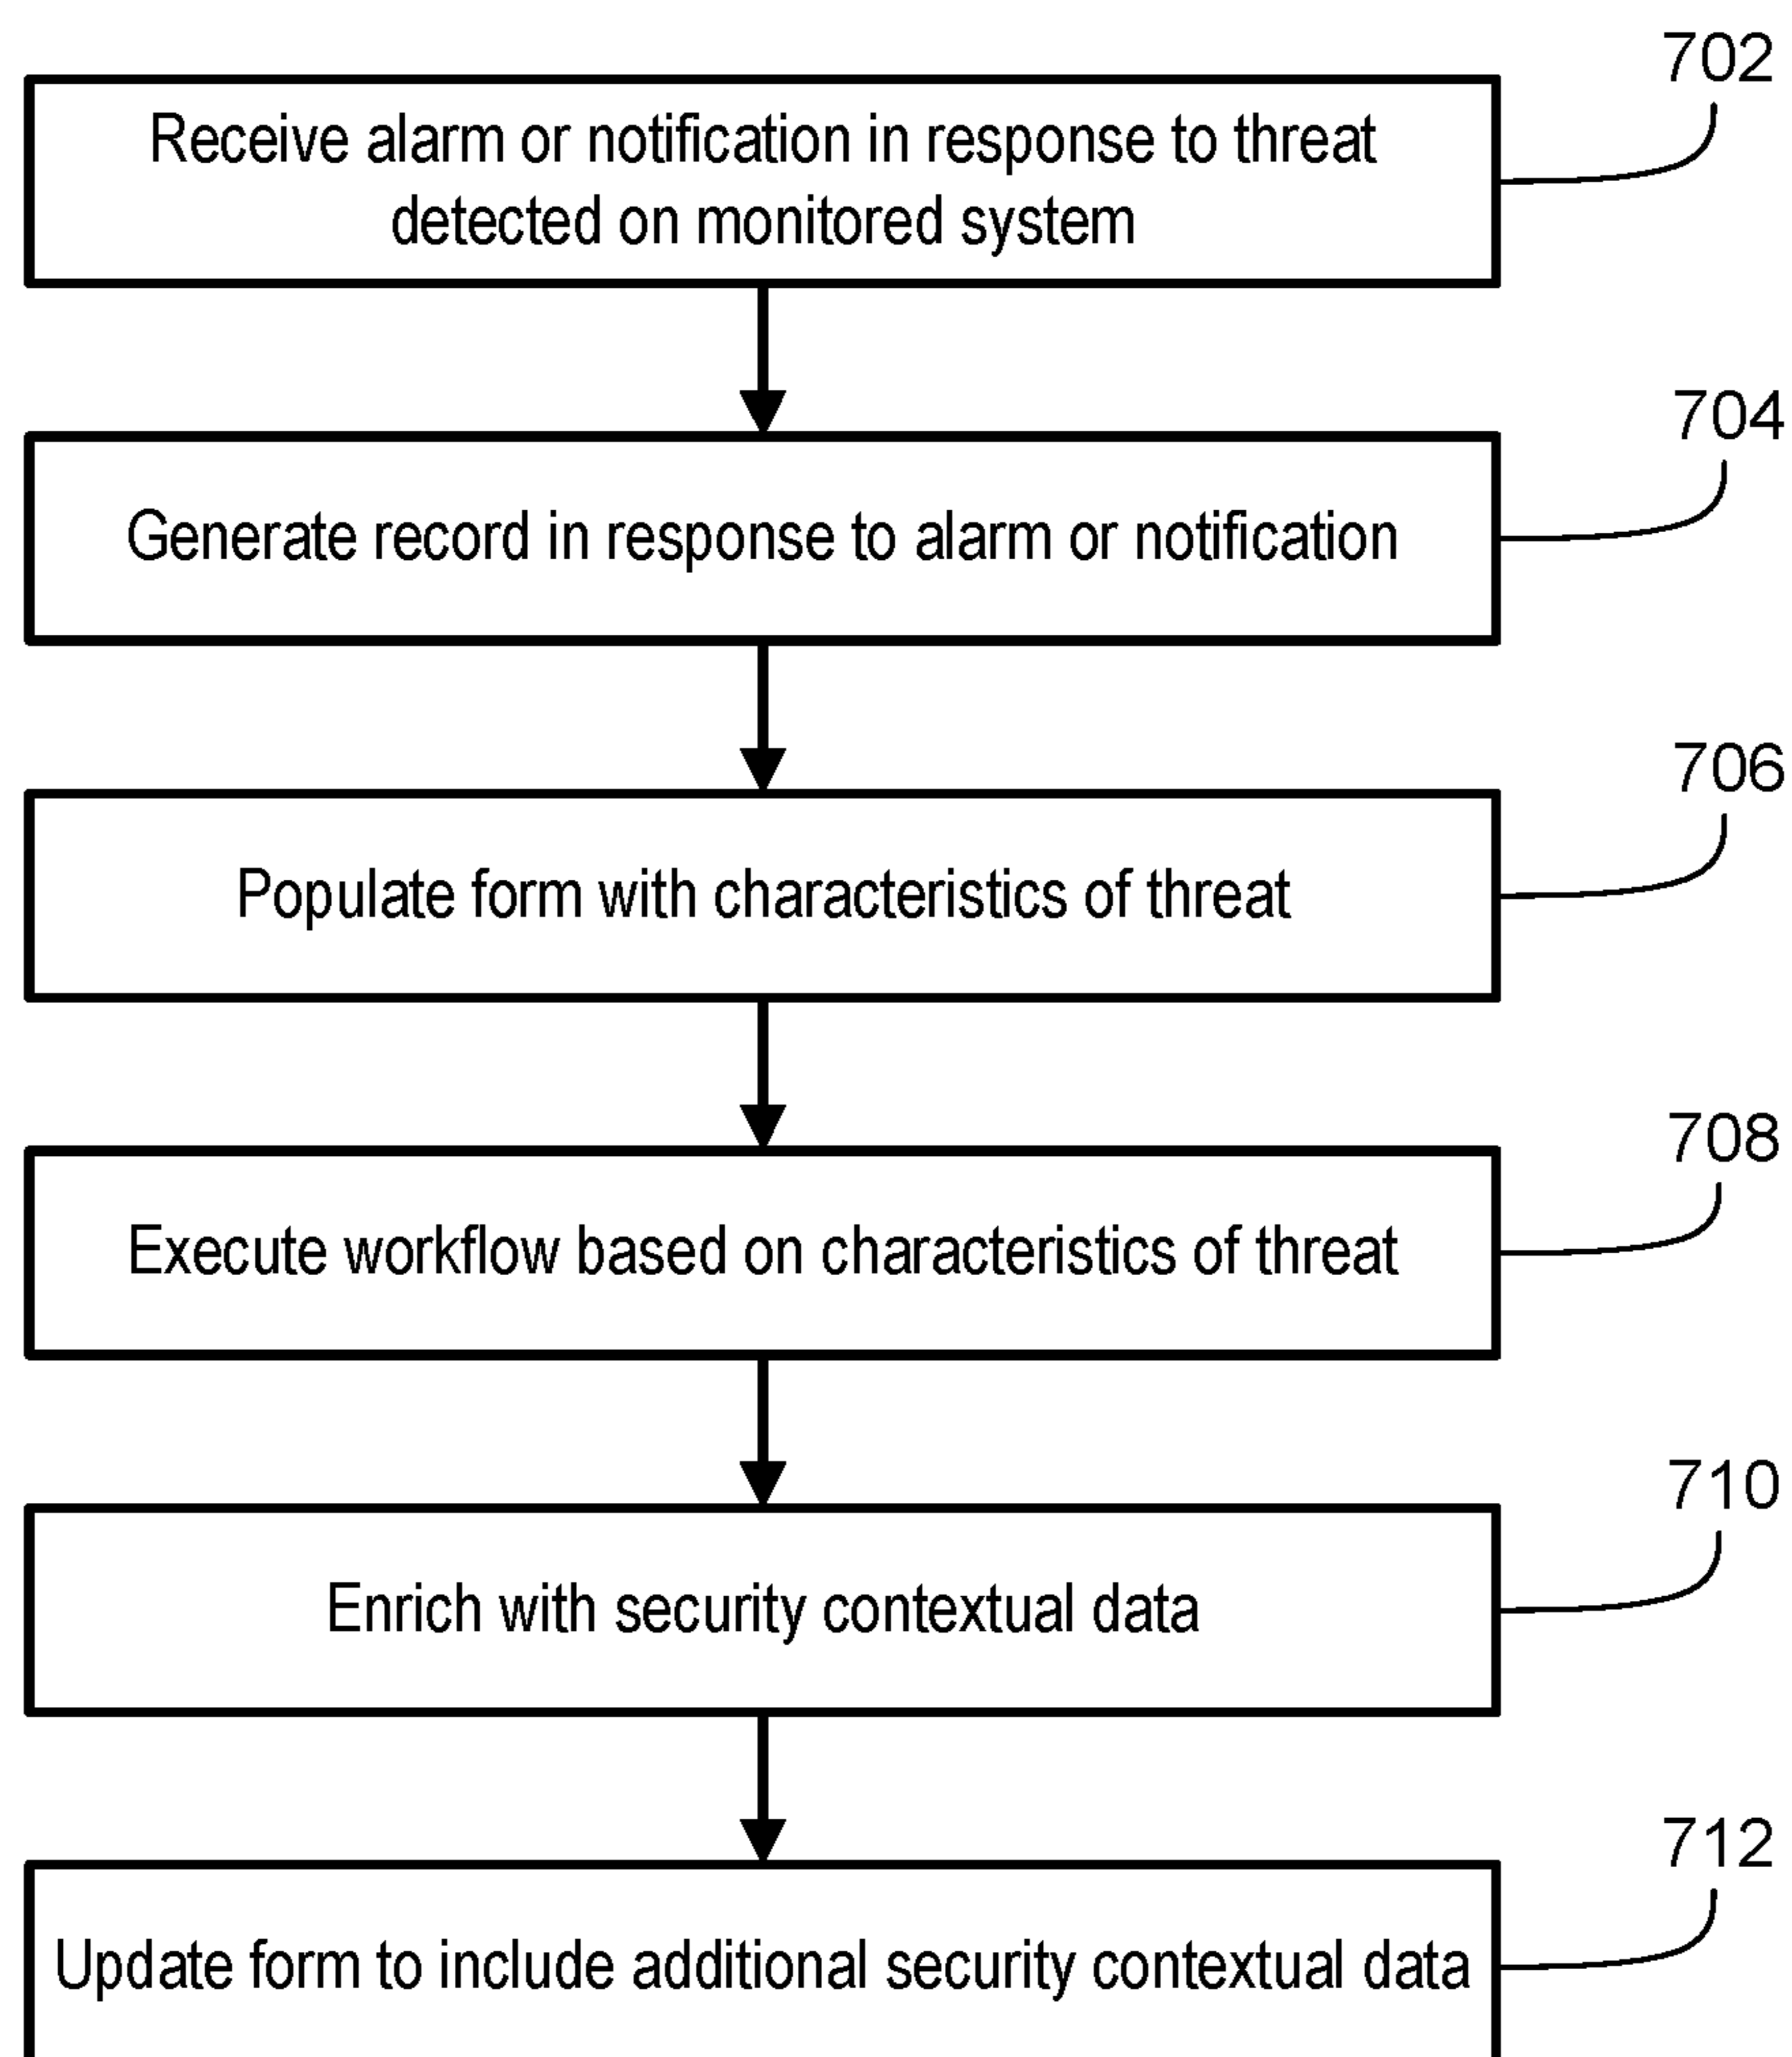 702
Receive alarm or notification in response to threat
detected on monitored system
704
Generate record in response to alarm or notification
706
Populate form with characteristics of threat
708
Execute workflow based on characteristics of threat
710
Enrich with security contextual data
712
Update form to include additional security contextual data